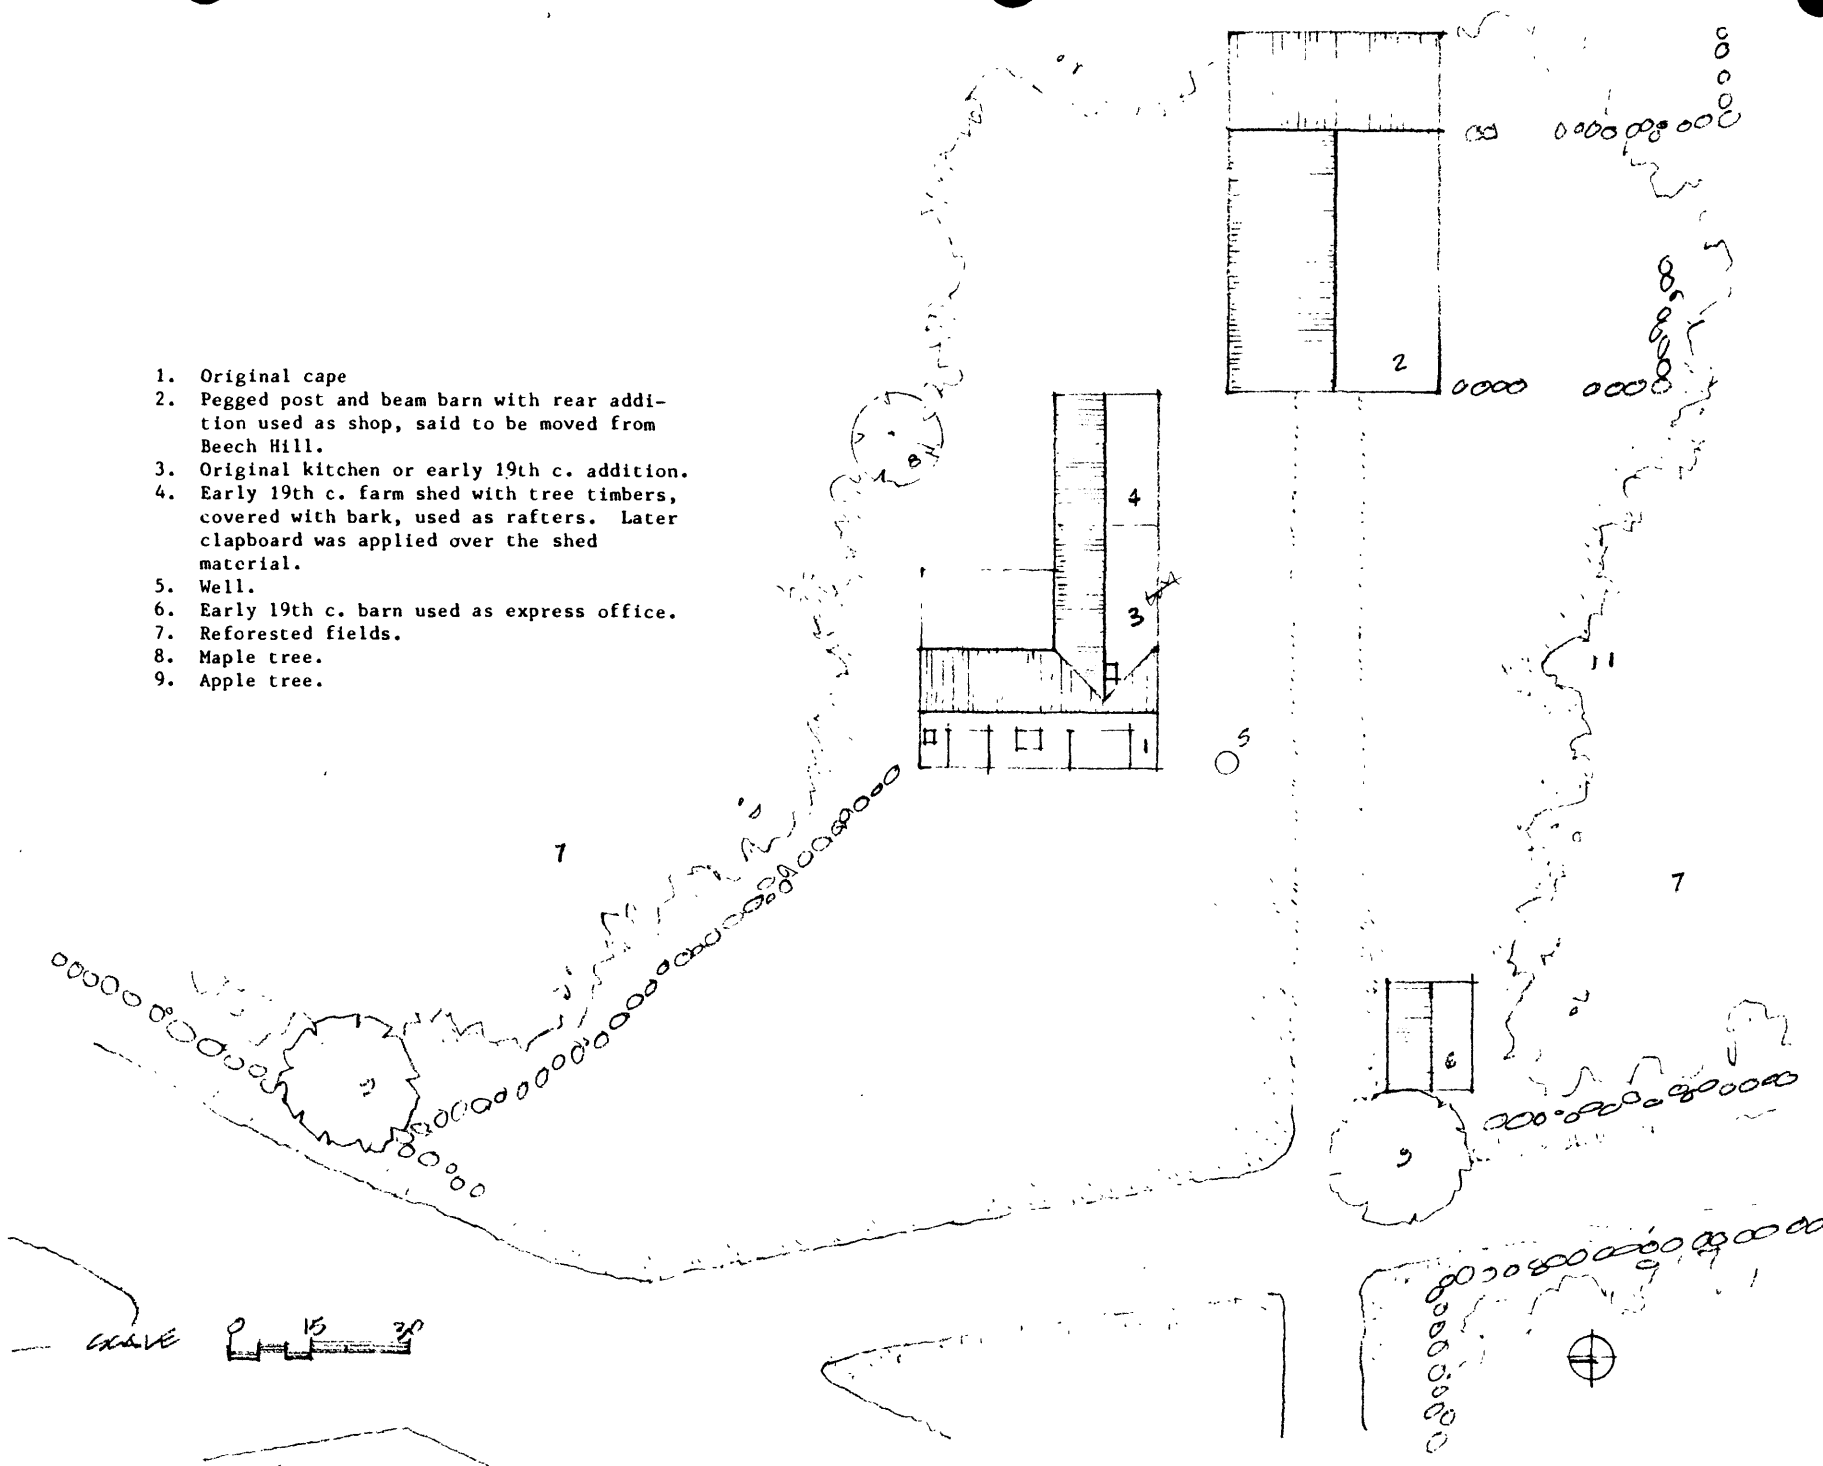 1. Original cape
2. Pegged post and beam barn with rear addi-
tion used as shop, said to be moved from
Beech Hill.
3. Original kitchen or early 19th c. addition.
4. Early 19th c. farm shed with tree timbers,
covered with bark, used as rafters. Later
clapboard was applied over the shed
material.
5. Well.
6. Early 19th c. barn used as express office.
7. Reforested fields.
8. Maple tree.
9. Apple tree.
2
8
4
3
1
5
11
7
7
6
9
9
SCALE 0 15 30